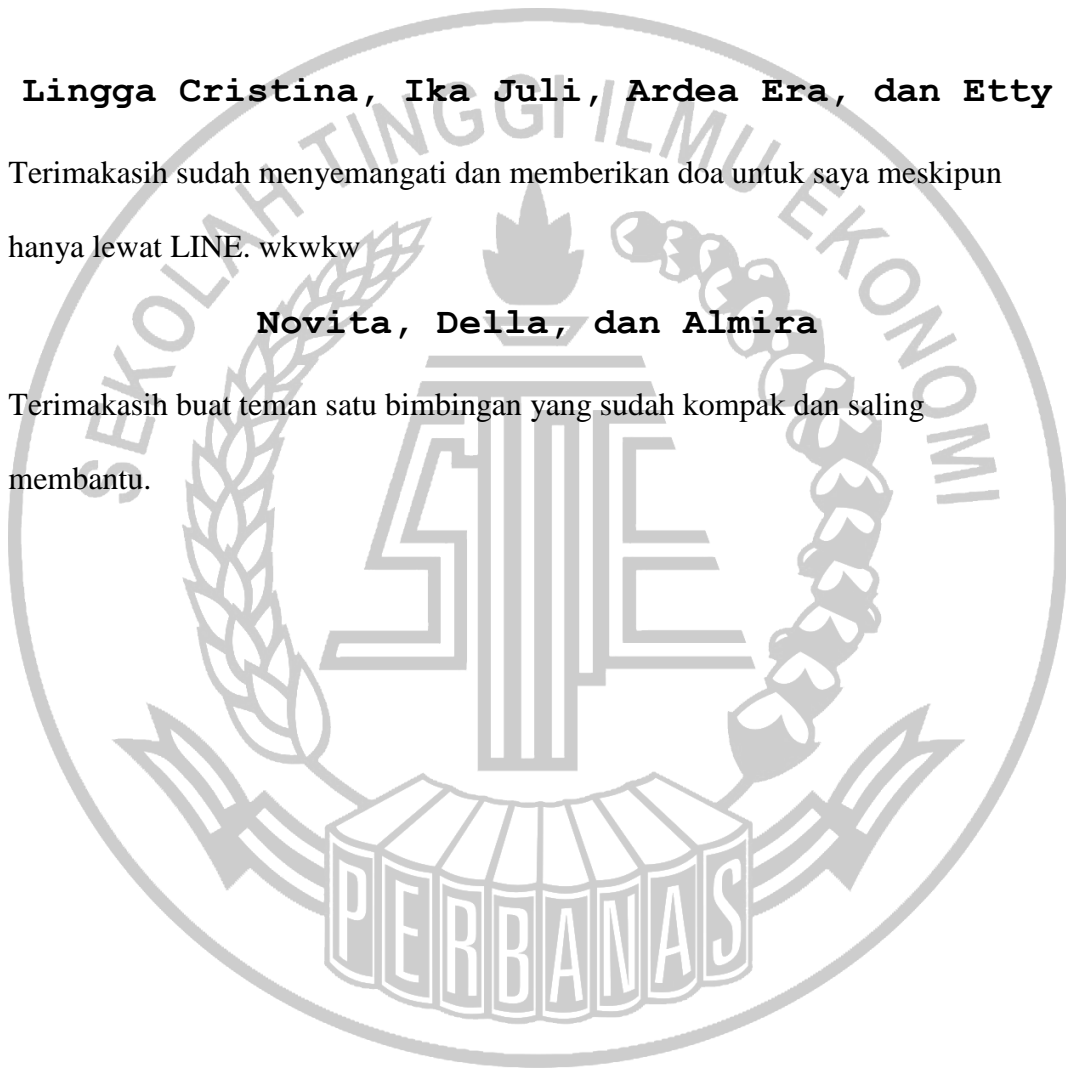 SEKOLAH TINGGI ILMU EKONOMI
Lingga Cristina, Ika Juli, Ardea Era, dan Etty
Terimakasih sudah menyemangati dan memberikan doa untuk saya meskipun
hanya lewat LINE. wkwkw
Novita, Della, dan Almira
Terimakasih buat teman satu bimbingan yang sudah kompak dan saling
membantu.
STIE
PERBANAS